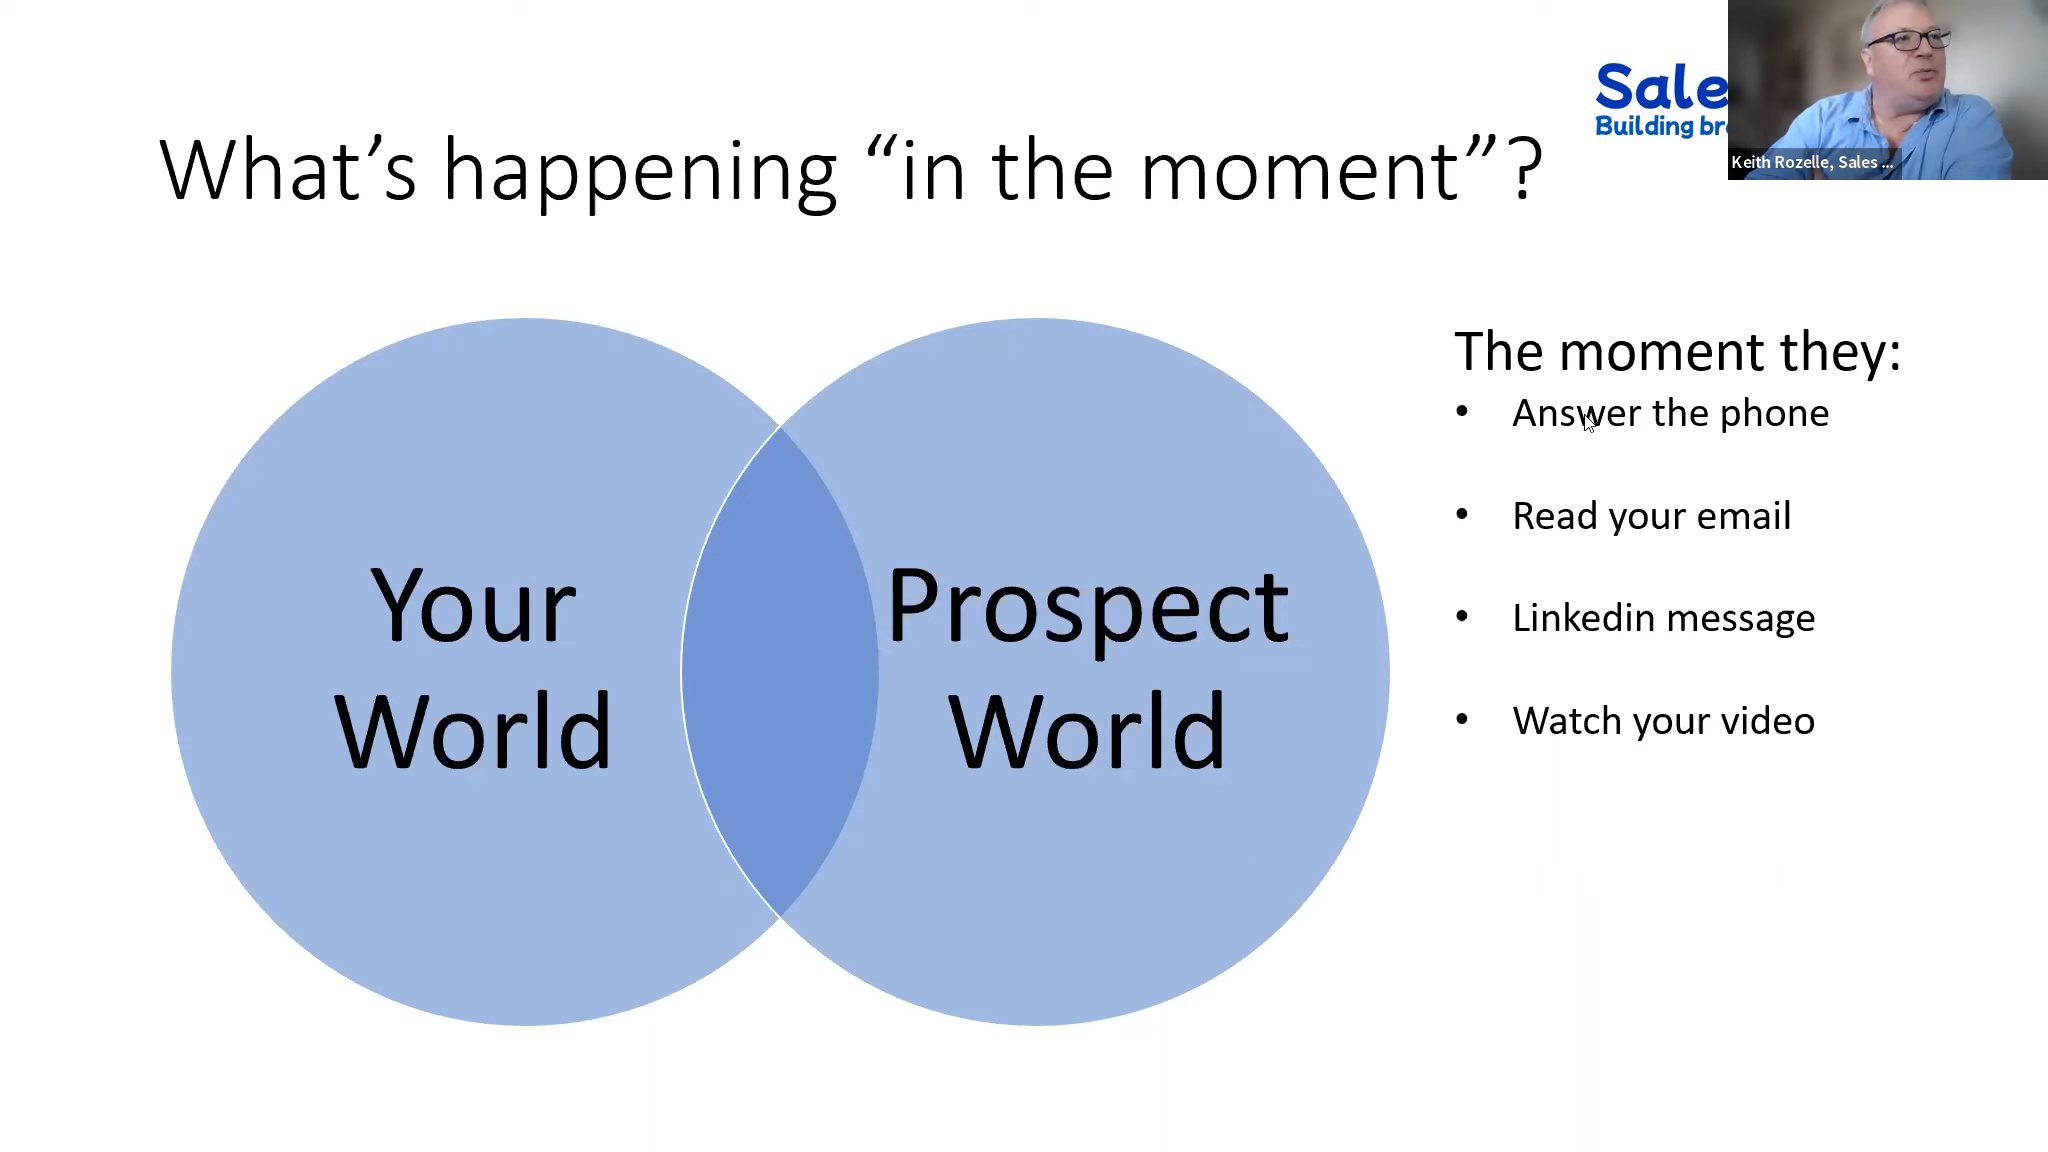 What’s happening “in the moment”?
Sale
Building br
Keith Rozelle, Sales ...
Your
World
Prospect
World
The moment they:
• Answer the phone
• Read your email
• Linkedin message
• Watch your video